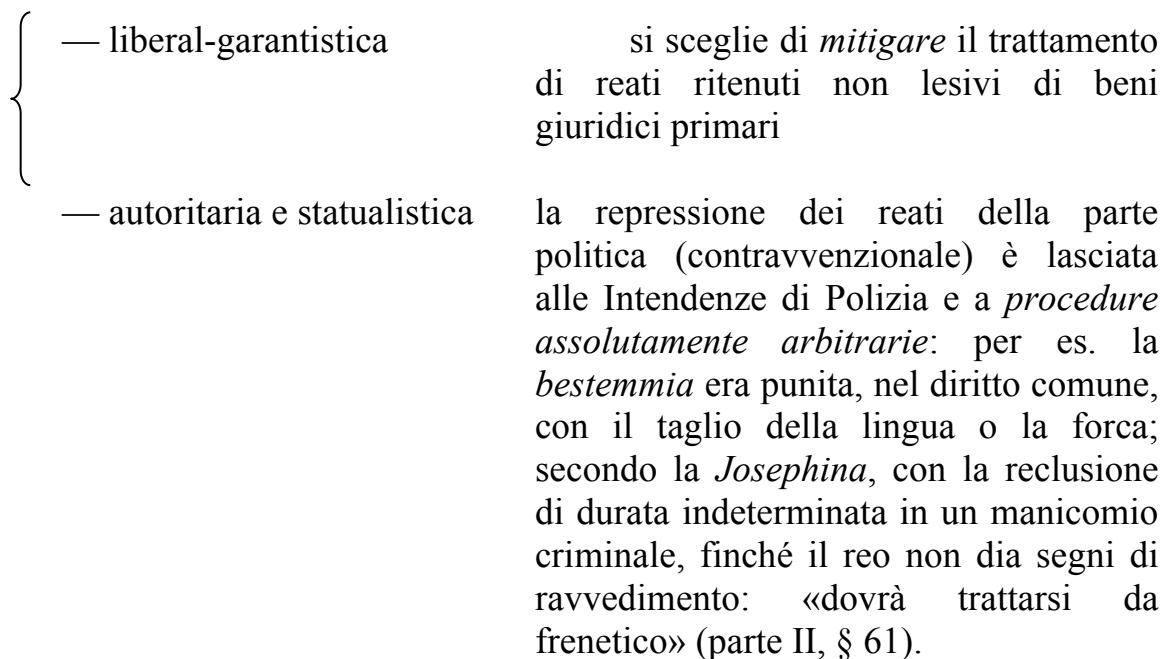 — liberal-garantistica si sceglie di mitigare il trattamento
di reati ritenuti non lesivi di beni
giuridici primari
— autoritaria e statualistica la repressione dei reati della parte
politica (contravvenzionale) è lasciata
alle Intendenze di Polizia e a procedure
assolutamente arbitrarie: per es. la
bestemmia era punita, nel diritto comune,
con il taglio della lingua o la forca;
secondo la Josephina, con la reclusione
di durata indeterminata in un manicomio
criminale, finché il reo non dia segni di
ravvedimento: «dovrà trattarsi da
frenetico» (parte II, § 61).